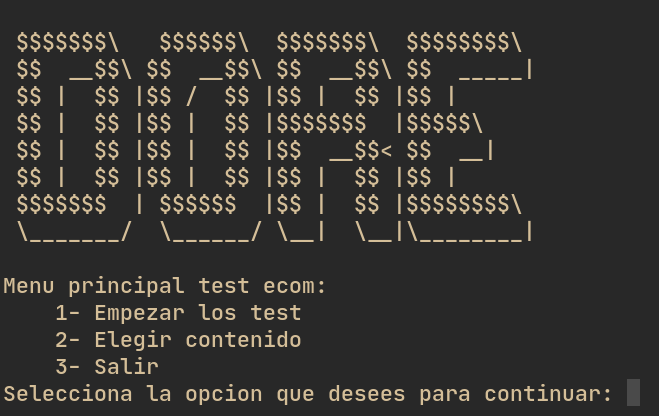 $$$$$$$\   $$$$$$\  $$$$$$$\  $$$$$$$$\
$$  __$$\ $$  __$$\ $$  __$$\ $$  _____|
$$ |  $$ |$$ /  $$ |$$ |  $$ |$$ |
$$ |  $$ |$$ |  $$ |$$$$$$$  |$$$$$\
$$ |  $$ |$$ |  $$ |$$  __$$< $$  __|
$$ |  $$ |$$ |  $$ |$$ |  $$ |$$ |
$$$$$$$  | $$$$$$  |$$ |  $$ |$$$$$$$$\
\_______/  \______/ \__|  \__|\________|
Menu principal test ecom:
    1- Empezar los test
    2- Elegir contenido
    3- Salir
Selecciona la opcion que desees para continuar: